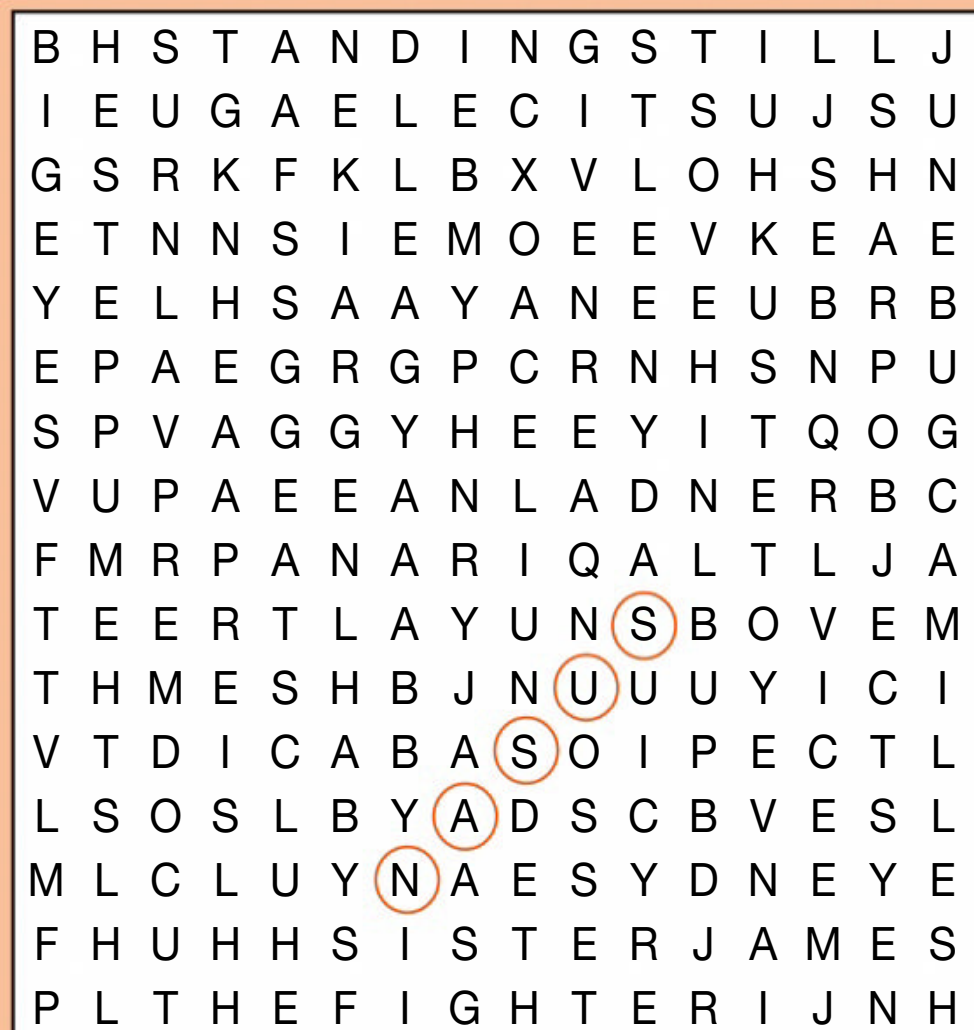 B H S T A N D I N G S T I L L J
I E U G A E L E C I T S U J S U
G S R K F K L B X V L O H S H N
E T N N S I E M O E E V K E A E
Y E L H S A A Y A N E E U B R B
E P A E G R G P C R N H S N P U
S P V A G G Y H E E Y I T Q O G
V U P A E E A N L A D N E R B C
F M R P A N A R I Q A L T L J A
T E E R T L A Y U N S B O V E M
T H M E S H B J N U U U Y I C I
V T D I C A B A S O I P E C T L
L S O S L B Y A D S C B V E S L
M L C L U Y N A E S Y D N E Y E
F H U H H S I S T E R J A M E S
P L T H E F I G H T E R I J N H